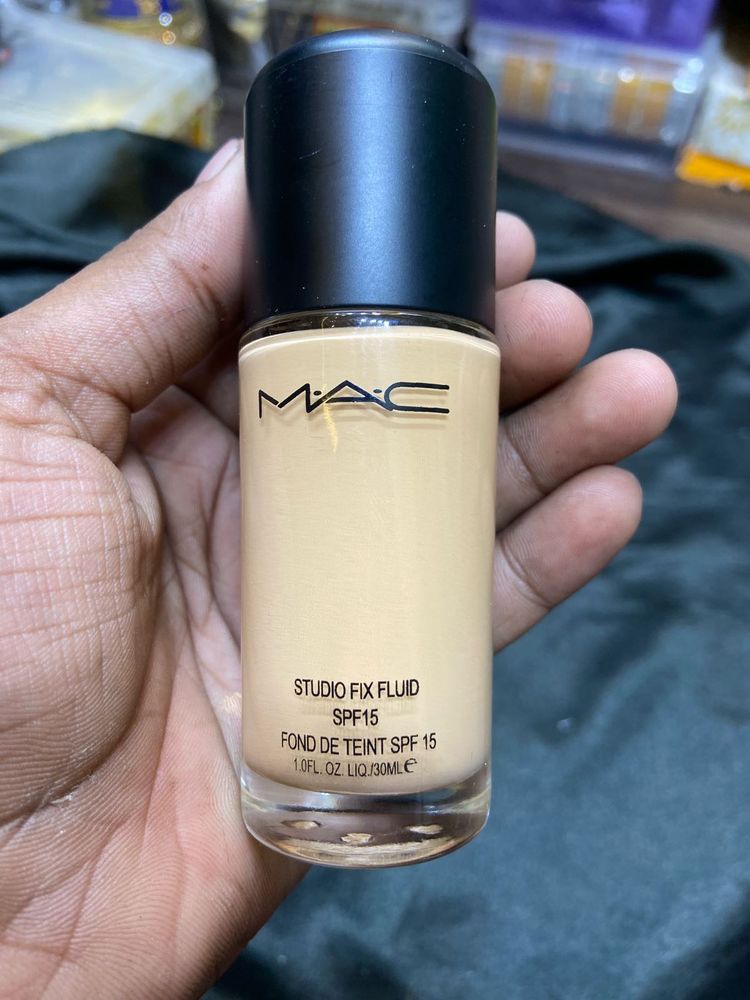 M·A·C
STUDIO FIX FLUID
SPF15
FOND DE TEINT SPF 15
1.0FL. OZ. LIQ./30ML℮